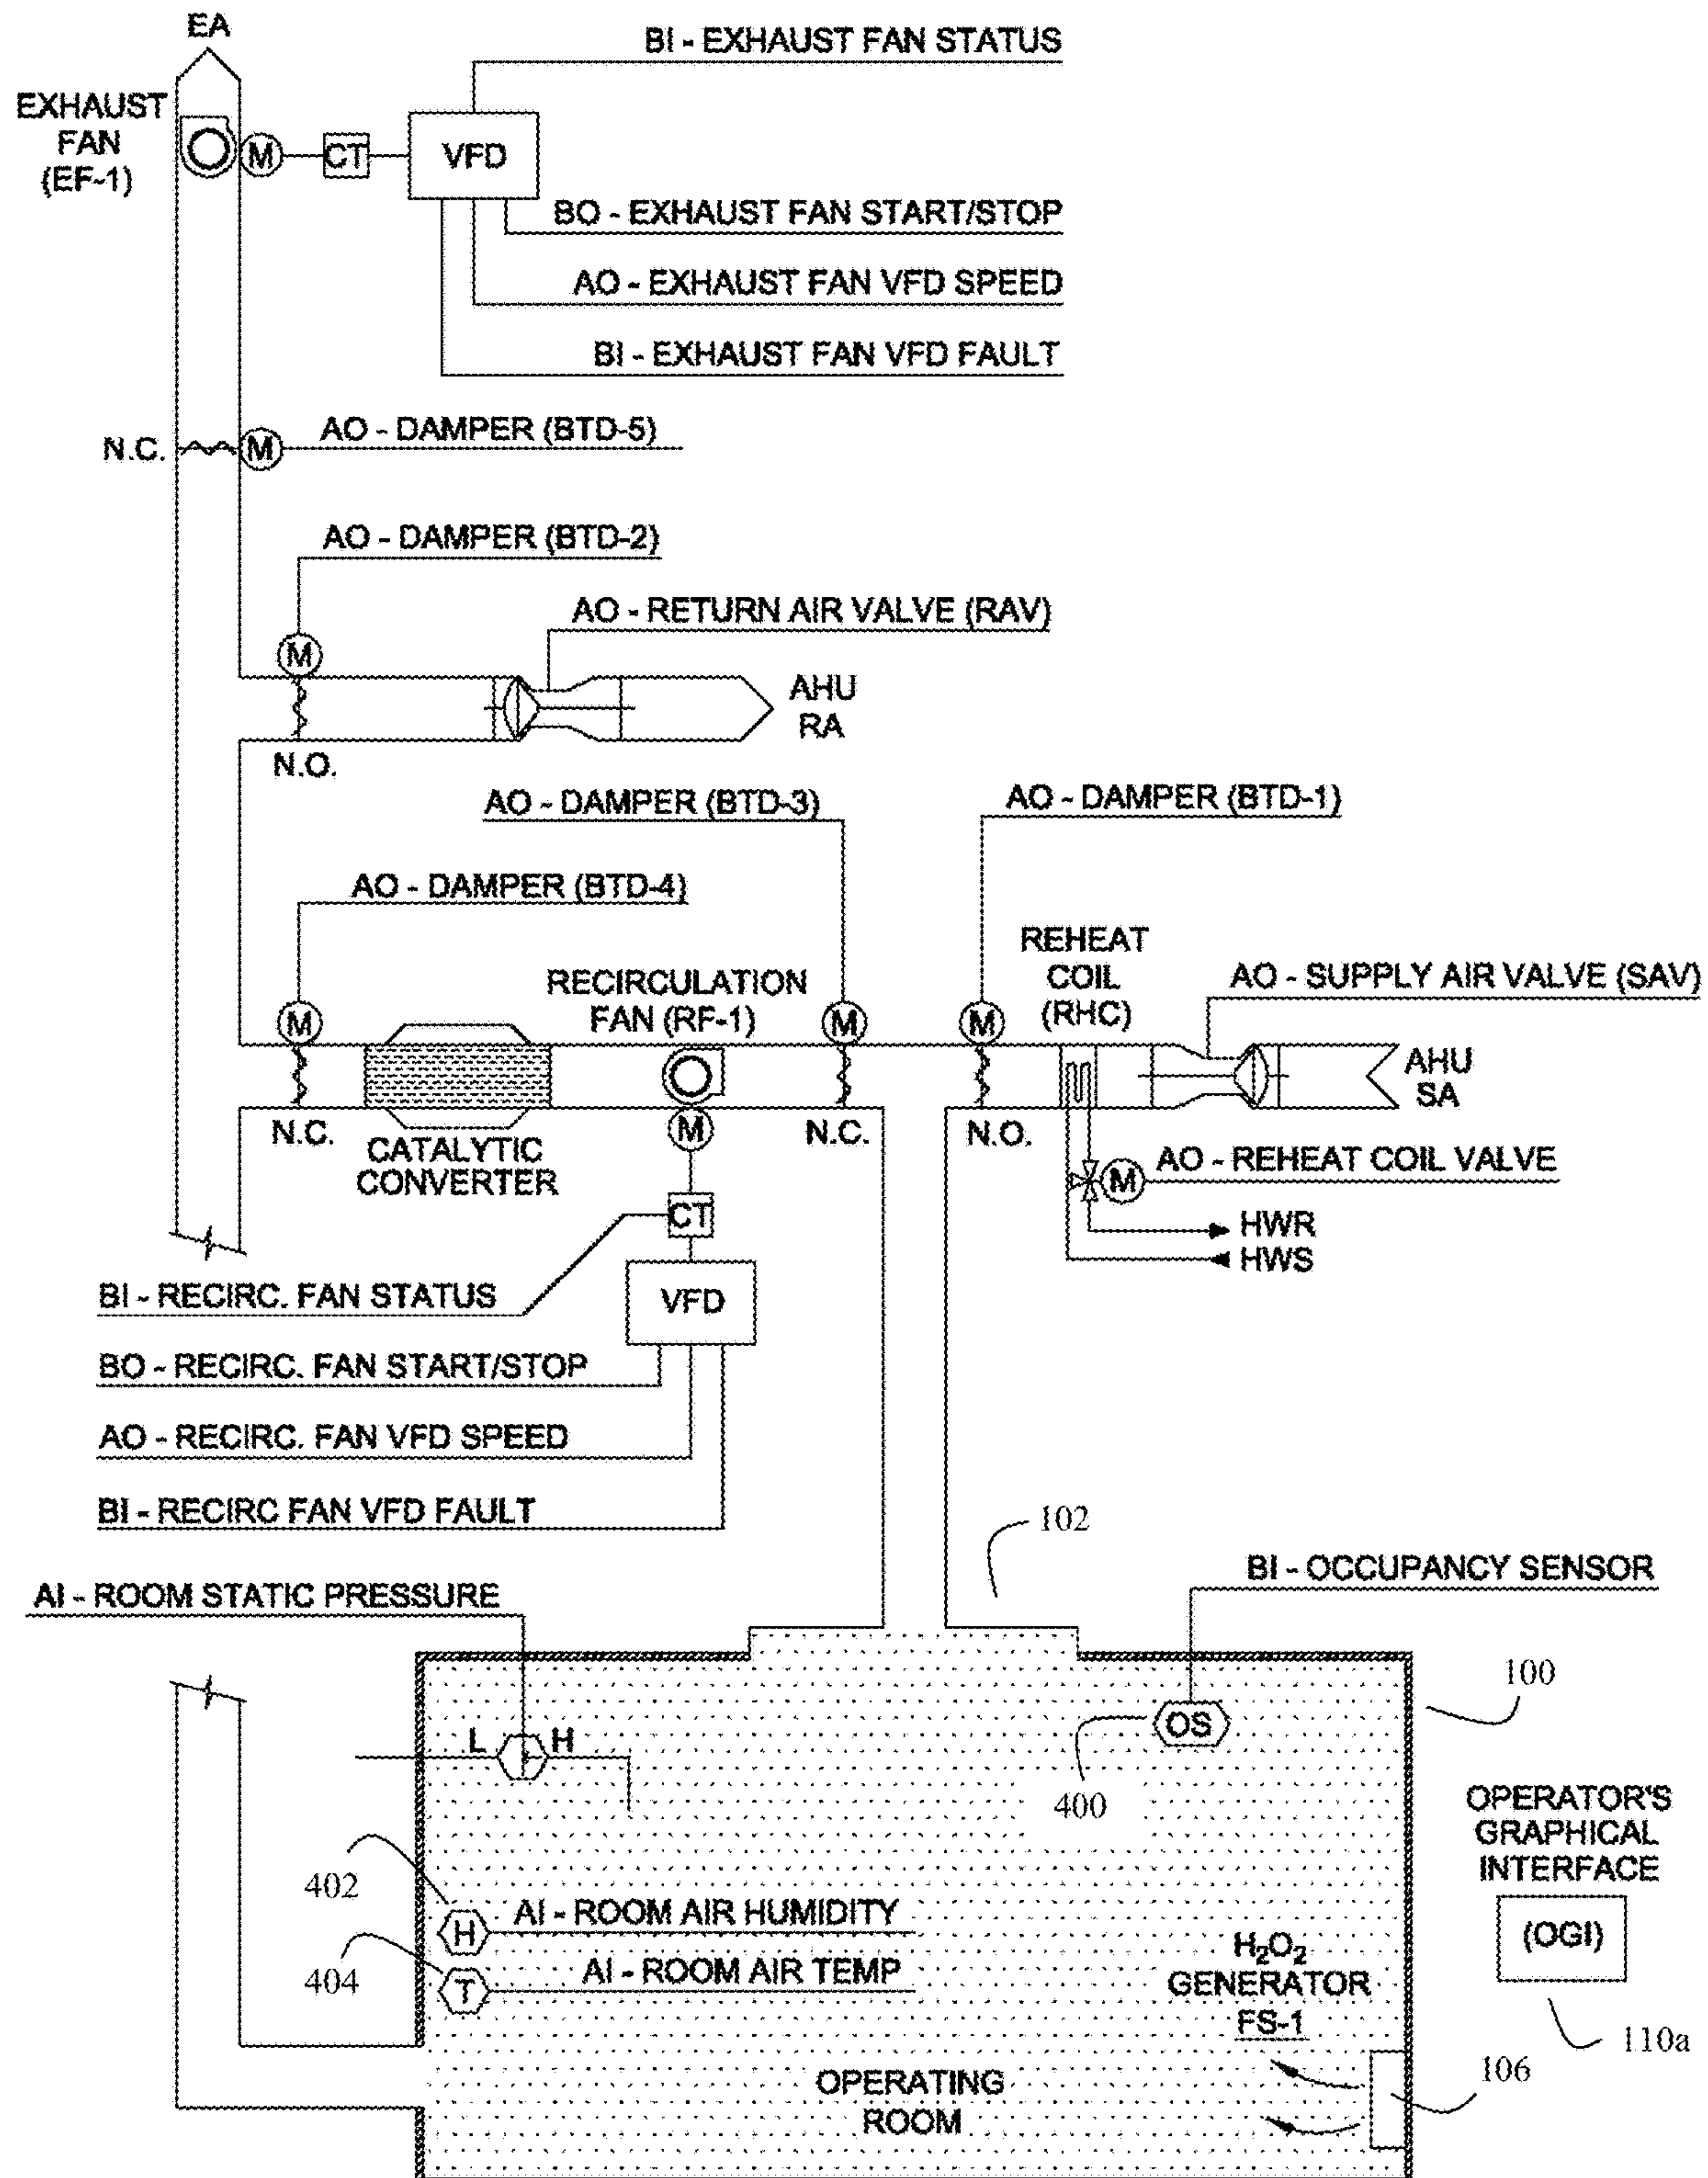 EA
BI - EXHAUST FAN STATUS
EXHAUST
FAN
(EF-1)
M
CT
VFD
BO - EXHAUST FAN START/STOP
AO - EXHAUST FAN VFD SPEED
BI - EXHAUST FAN VFD FAULT
N.C.
M
AO - DAMPER (BTD-5)
AO - DAMPER (BTD-2)
AO - RETURN AIR VALVE (RAV)
M
AHU
RA
N.O.
AO - DAMPER (BTD-3)
AO - DAMPER (BTD-1)
AO - DAMPER (BTD-4)
REHEAT
COIL
(RHC)
RECIRCULATION
FAN (RF-1)
AO - SUPPLY AIR VALVE (SAV)
M
M
M
AHU
SA
N.C.
CATALYTIC
CONVERTER
M
N.C.
N.O.
M
AO - REHEAT COIL VALVE
CT
HWR
HWS
BI - RECIRC. FAN STATUS
VFD
BO - RECIRC. FAN START/STOP
AO - RECIRC. FAN VFD SPEED
BI - RECIRC FAN VFD FAULT
102
BI - OCCUPANCY SENSOR
AI - ROOM STATIC PRESSURE
100
OS
L
H
400
OPERATOR'S
GRAPHICAL
INTERFACE
(OGI)
402
H
AI - ROOM AIR HUMIDITY
404
T
AI - ROOM AIR TEMP
H₂O₂
GENERATOR
FS-1
110a
106
OPERATING
ROOM